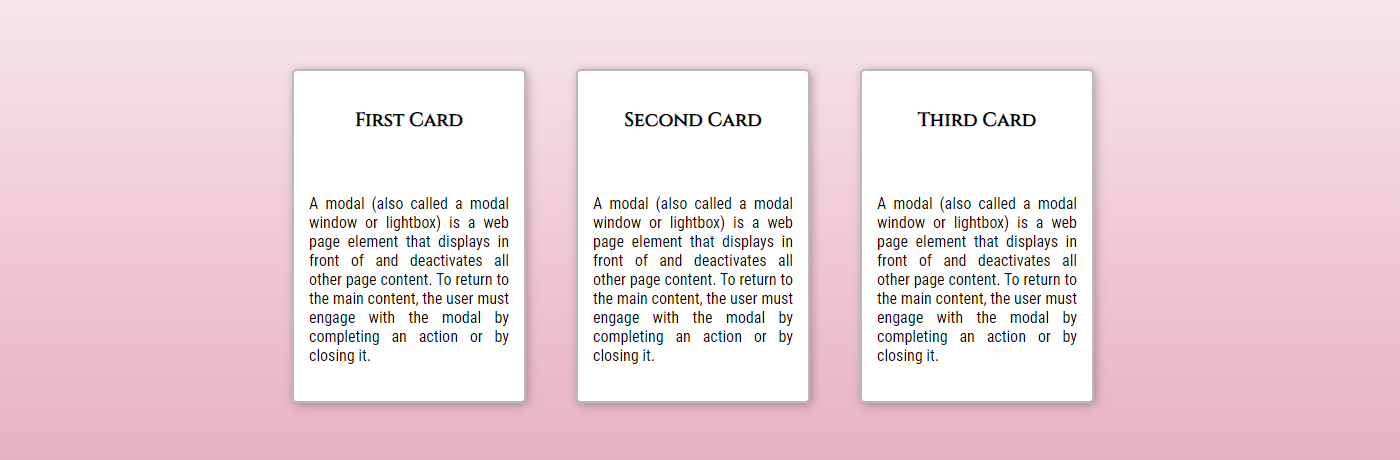 First Card
A modal (also called a modal
window or lightbox) is a web
page element that displays in
front of and deactivates all
other page content. To return to
the main content, the user must
engage with the modal by
completing an action or by
closing it.
Second Card
A modal (also called a modal
window or lightbox) is a web
page element that displays in
front of and deactivates all
other page content. To return to
the main content, the user must
engage with the modal by
completing an action or by
closing it.
Third Card
A modal (also called a modal
window or lightbox) is a web
page element that displays in
front of and deactivates all
other page content. To return to
the main content, the user must
engage with the modal by
completing an action or by
closing it.